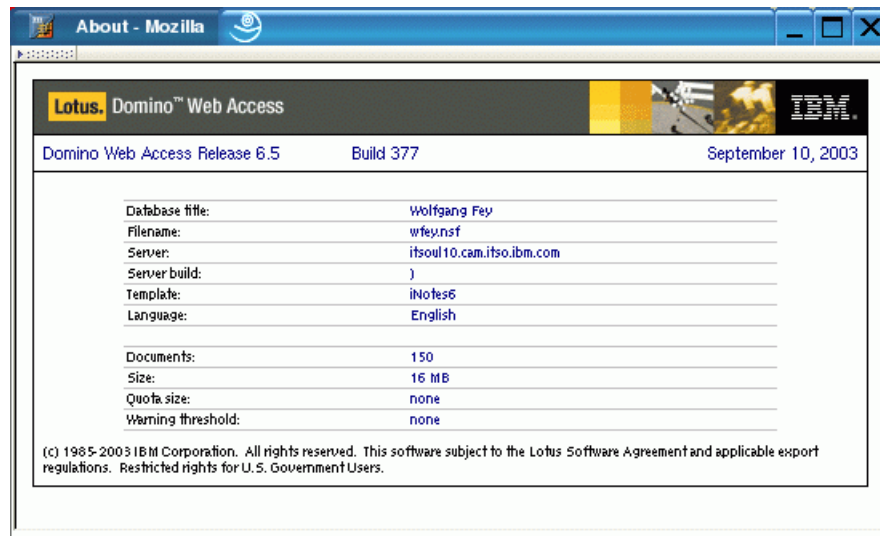 About - Mozilla
Lotus. Domino™ Web Access
IBM.
Domino Web Access Release 6.5 Build 377 September 10, 2003
Database title: Wolfgang Fey
Filename: wfey.nsf
Server: itsoul10.cam.itso.ibm.com
Server build: )
Template: iNotes6
Language: English
Documents: 150
Size: 16 MB
Quota size: none
Warning threshold: none
(c) 1985-2003 IBM Corporation. All rights reserved. This software subject to the Lotus Software Agreement and applicable export
regulations. Restricted rights for U.S. Government Users.